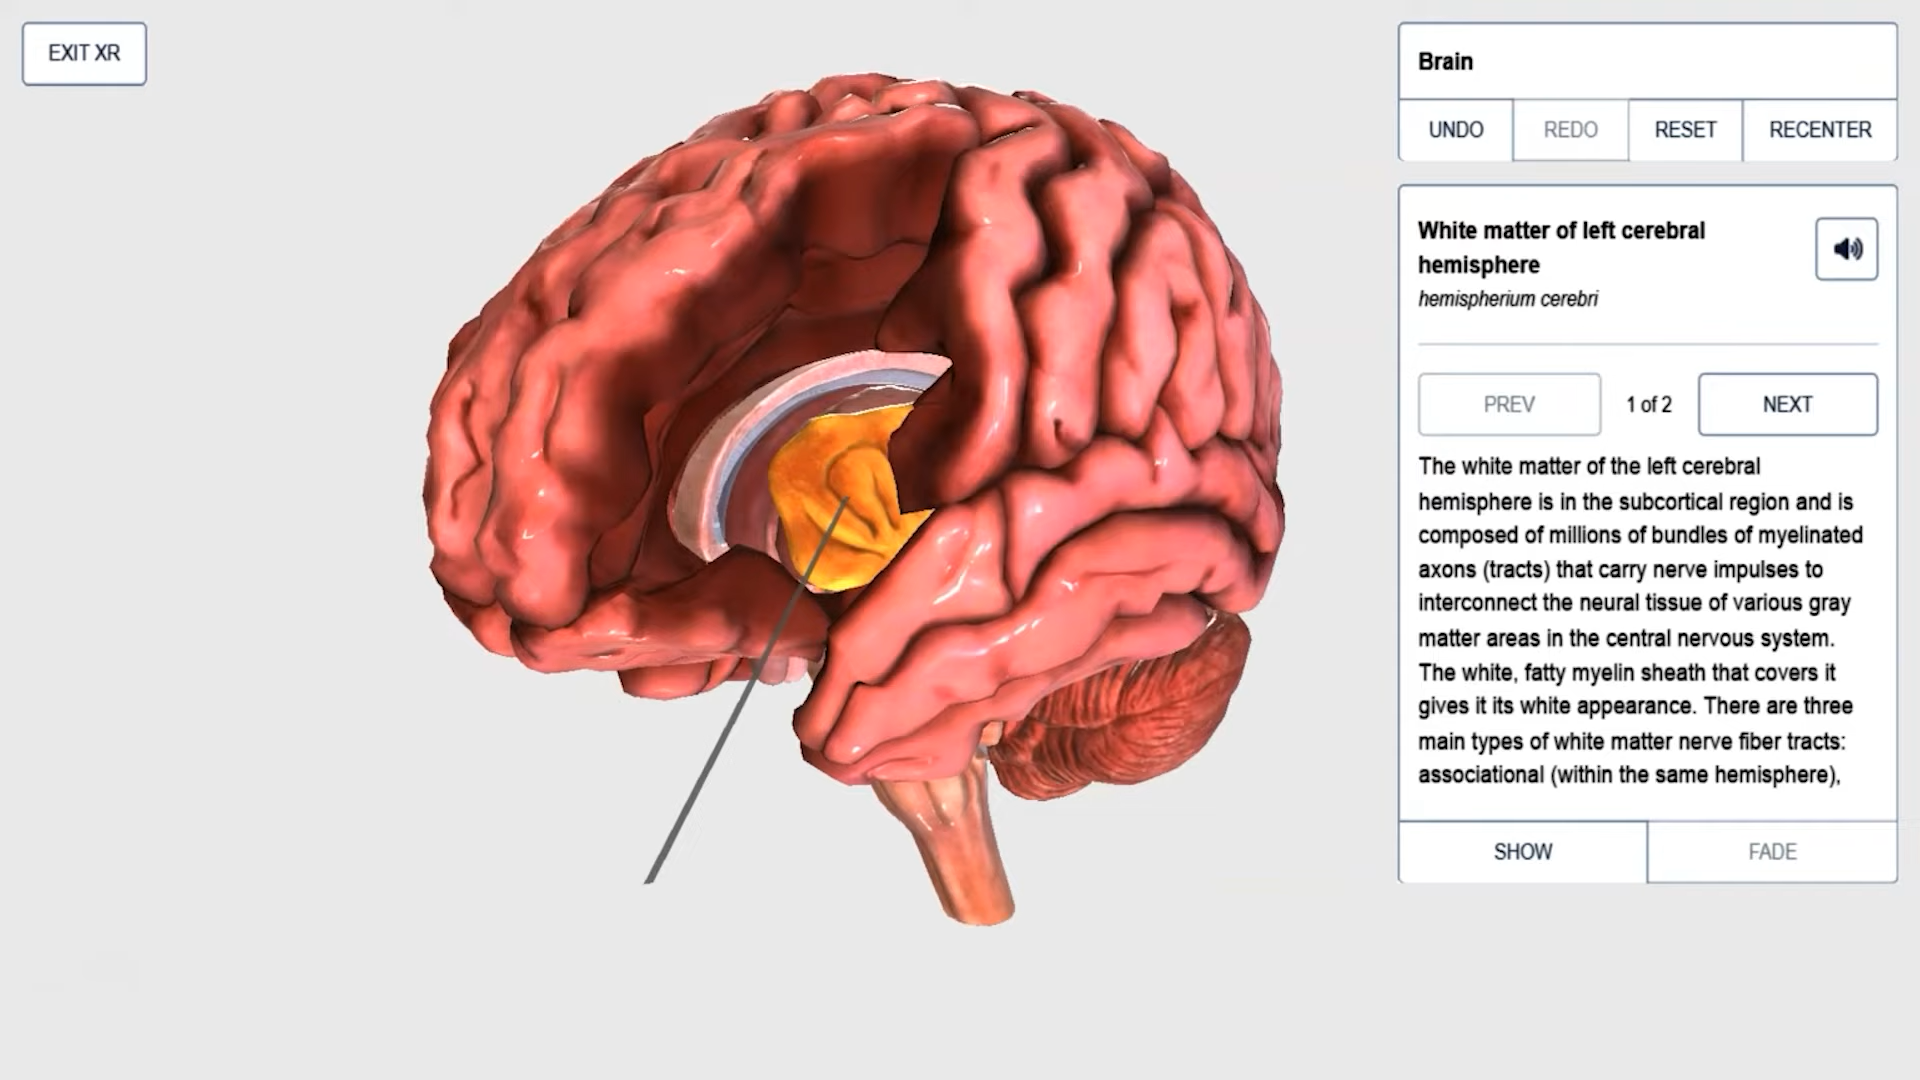 EXIT XR
Brain
UNDO REDO RESET RECENTER
White matter of left cerebral
hemisphere
hemispherium cerebri
PREV 1 of 2 NEXT
The white matter of the left cerebral
hemisphere is in the subcortical region and is
composed of millions of bundles of myelinated
axons (tracts) that carry nerve impulses to
interconnect the neural tissue of various gray
matter areas in the central nervous system.
The white, fatty myelin sheath that covers it
gives it its white appearance. There are three
main types of white matter nerve fiber tracts:
associational (within the same hemisphere),
SHOW FADE